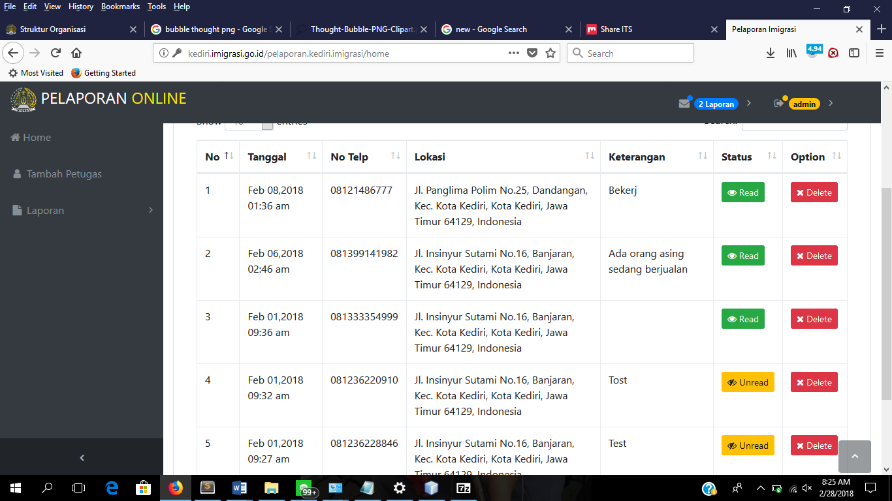 File Edit View History Bookmarks Tools Help
Struktur Organisasi
bubble thought png - Google
Thought-Bubble-PNG-Clipart
new - Google Search
Share ITS
Pelaporan Imigrasi
kediri.imigrasi.go.id/pelaporan.kediri.imigrasi/home
Search
4.94
Most Visited Getting Started
PELAPORAN ONLINE
2 Laporan
admin
Home
Tambah Petugas
Laporan
Show 10 entries Search:
No Tanggal No Telp Lokasi Keterangan Status Option
1 Feb 08,2018 08121486777 Jl. Panglima Polim No.25, Dandangan, Bekerj Read Delete
01:36 am Kec. Kota Kediri, Kota Kediri, Jawa
Timur 64129, Indonesia
2 Feb 06,2018 081399141982 Jl. Insinyur Sutami No.16, Banjaran, Ada orang asing Read Delete
02:46 am Kec. Kota Kediri, Kota Kediri, Jawa sedang berjualan
Timur 64129, Indonesia
3 Feb 01,2018 081333354999 Jl. Insinyur Sutami No.16, Banjaran, Read Delete
09:36 am Kec. Kota Kediri, Kota Kediri, Jawa
Timur 64129, Indonesia
4 Feb 01,2018 081236220910 Jl. Insinyur Sutami No.16, Banjaran, Tost Unread Delete
09:32 am Kec. Kota Kediri, Kota Kediri, Jawa
Timur 64129, Indonesia
5 Feb 01,2018 081236228846 Jl. Insinyur Sutami No.16, Banjaran, Test Unread Delete
09:27 am Kec. Kota Kediri, Kota Kediri, Jawa
Timur 64129, Indonesia
99+
8:25 AM
2/28/2018